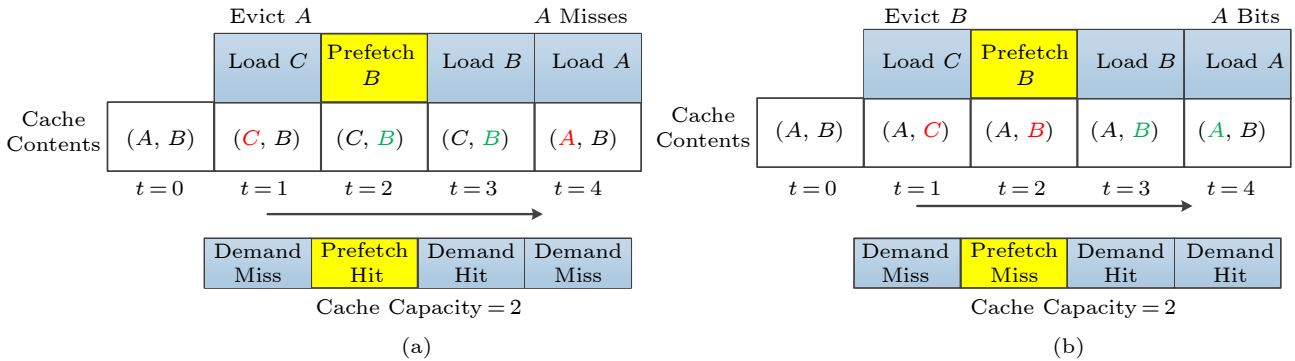 Evict A
A Misses
Load C
Prefetch
B
Load B
Load A
Cache
Contents
(A, B)
(C, B)
(C, B)
(C, B)
(A, B)
t=0
t=1
t=2
t=3
t=4
Demand
Miss
Prefetch
Hit
Demand
Hit
Demand
Miss
Cache Capacity=2
(a)
Evict B
A Bits
Load C
Prefetch
B
Load B
Load A
Cache
Contents
(A, B)
(A, C)
(A, B)
(A, B)
(A, B)
t=0
t=1
t=2
t=3
t=4
Demand
Miss
Prefetch
Miss
Demand
Hit
Demand
Hit
Cache Capacity=2
(b)